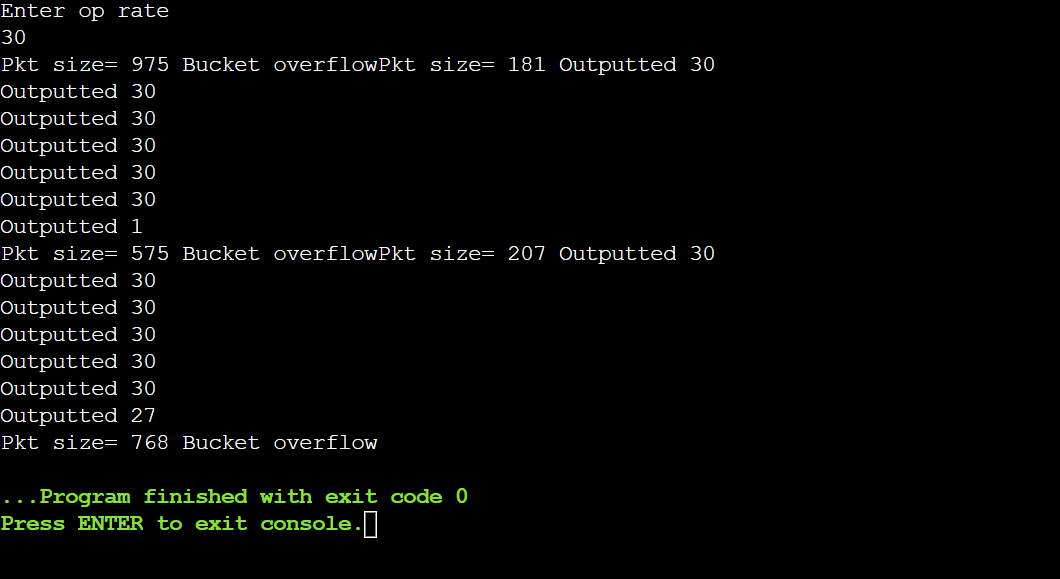 Enter op rate
30
Pkt size= 975 Bucket overflowPkt size= 181 Outputted 30
Outputted 30
Outputted 30
Outputted 30
Outputted 30
Outputted 30
Outputted 1
Pkt size= 575 Bucket overflowPkt size= 207 Outputted 30
Outputted 30
Outputted 30
Outputted 30
Outputted 30
Outputted 30
Outputted 27
Pkt size= 768 Bucket overflow
...Program finished with exit code 0
Press ENTER to exit console.